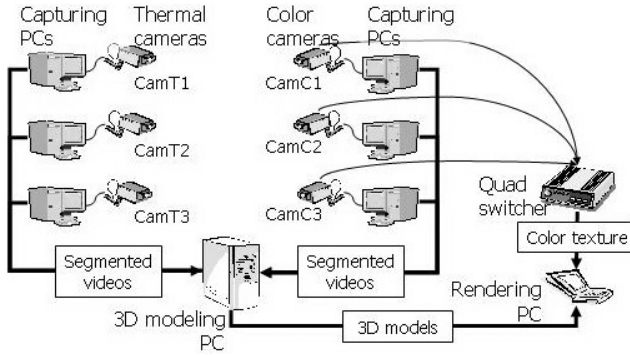 Capturing
PCs
Thermal
cameras
Color
cameras
Capturing
PCs
CamT1
CamC1
CamT2
CamC2
CamT3
CamC3
Quad
switcher
Color texture
Segmented
videos
Segmented
videos
Rendering
PC
3D modeling
PC
3D models